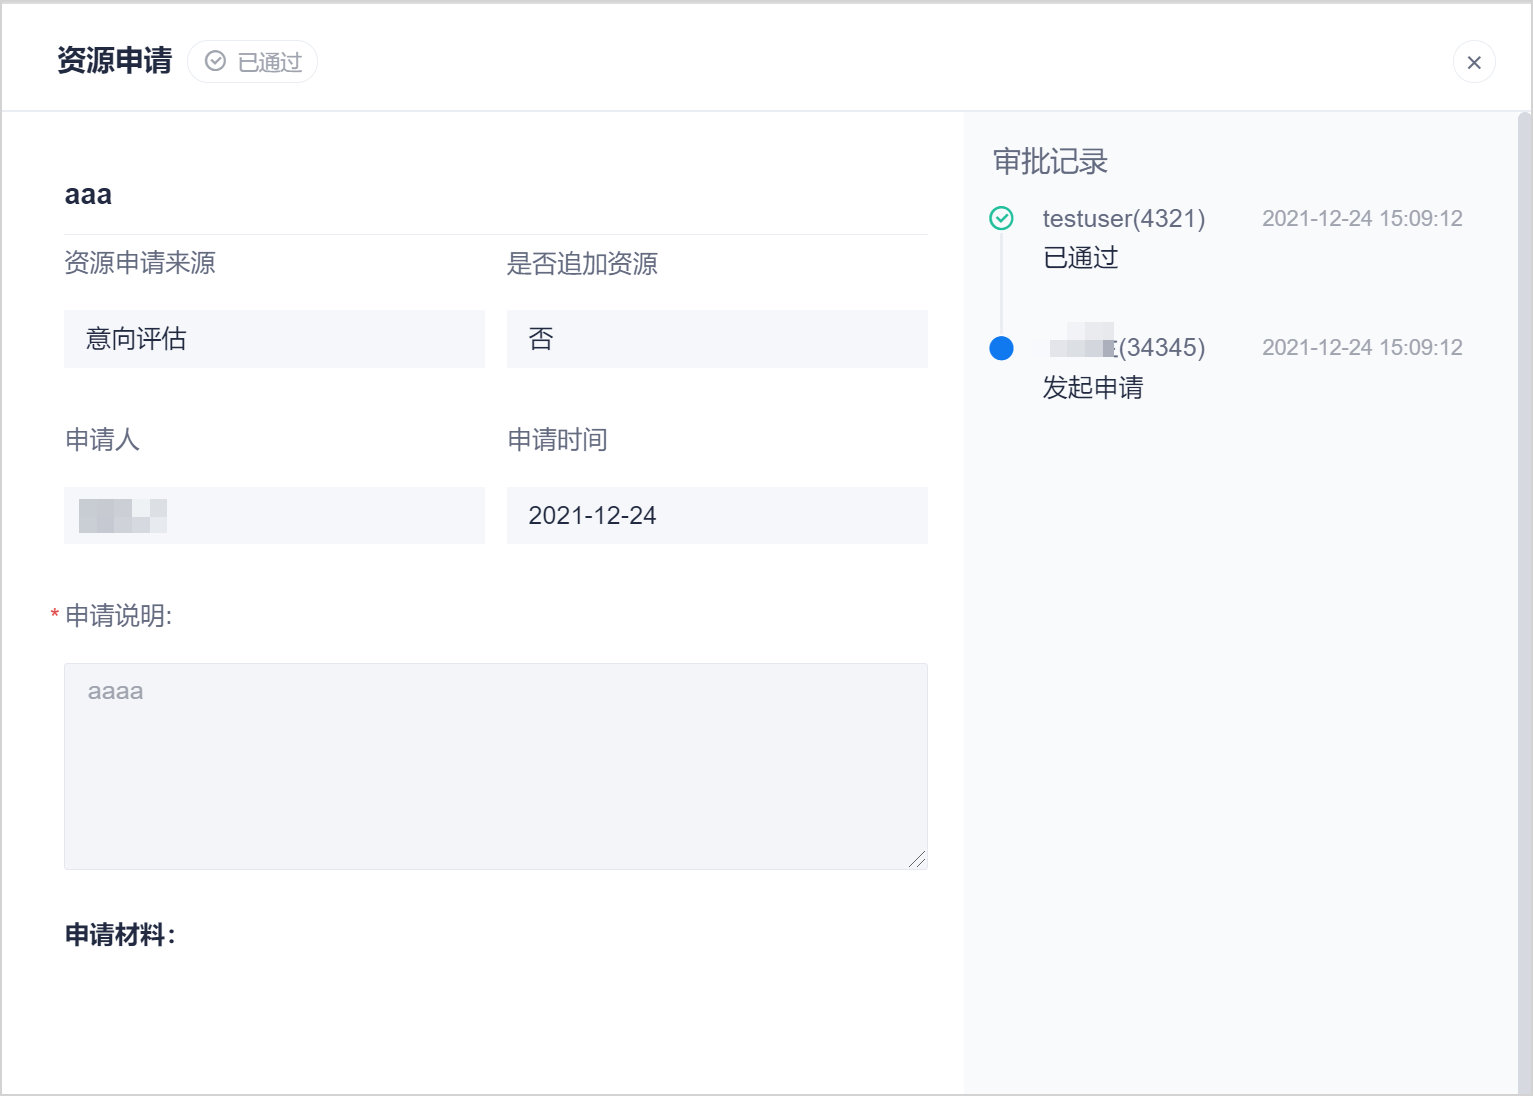 资源申请
已通过
aaa
资源申请来源
是否追加资源
意向评估
否
申请人
申请时间
2021-12-24
* 申请说明:
aaaa
申请材料：
审批记录
testuser(4321) 2021-12-24 15:09:12
已通过
(34345) 2021-12-24 15:09:12
发起申请